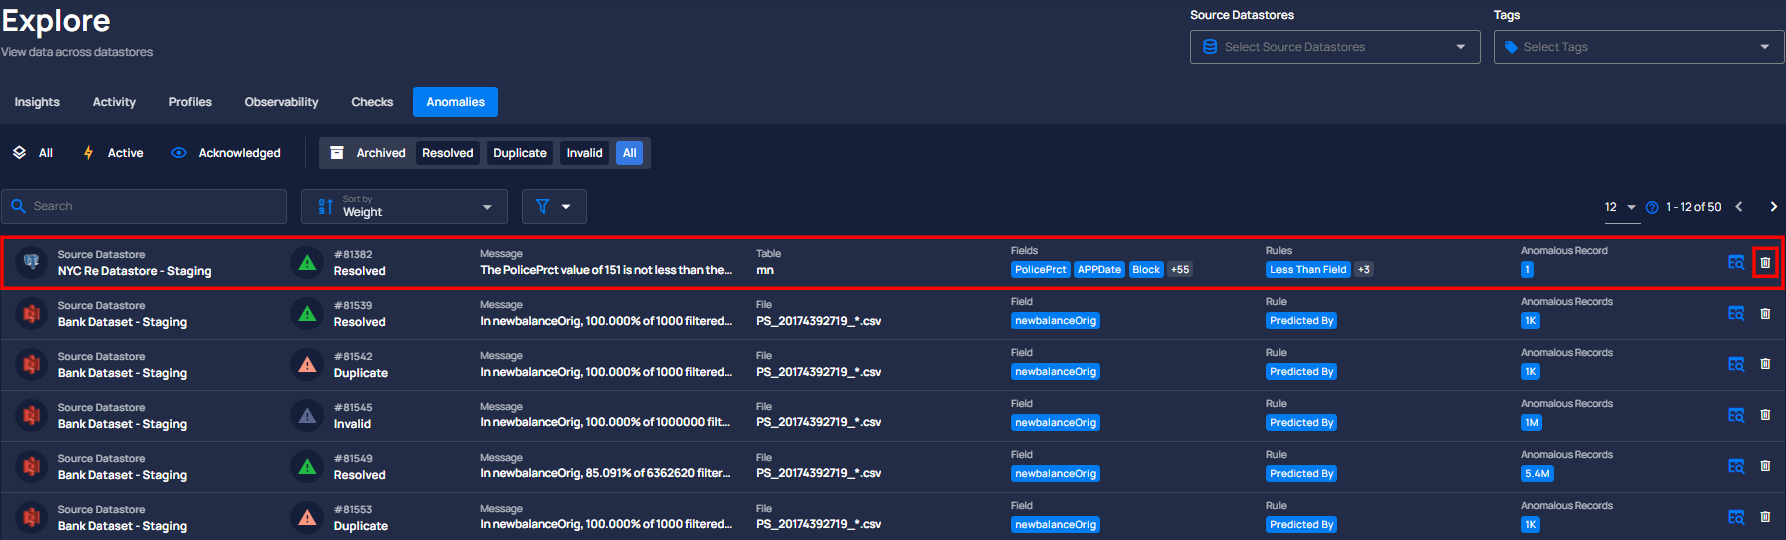 Explore
View data across datastores
Source Datastores
Select Source Datastores
Tags
Select Tags
Insights Activity Profiles Observability Checks Anomalies
All Active Acknowledged Archived Resolved Duplicate Invalid All
Search
Sort by
Weight
12 1 - 12 of 50
Source Datastore #81382 Message Table Fields Rules Anomalous Record
NYC Re Datastore - Staging Resolved The PolicePrct value of 151 is not less than the... mn PolicePrct APPDate Block +55 Less Than Field +3 1
Source Datastore #81539 Message File Field Rule Anomalous Records
Bank Dataset - Staging Resolved In newbalanceOrig, 100.000% of 1000 filtered... PS_20174392719_*.csv newbalanceOrig Predicted By 1K
Source Datastore #81542 Message File Field Rule Anomalous Records
Bank Dataset - Staging Duplicate In newbalanceOrig, 100.000% of 1000 filtered... PS_20174392719_*.csv newbalanceOrig Predicted By 1K
Source Datastore #81545 Message File Field Rule Anomalous Records
Bank Dataset - Staging Invalid In newbalanceOrig, 100.000% of 1000000 filt... PS_20174392719_*.csv newbalanceOrig Predicted By 1M
Source Datastore #81549 Message File Field Rule Anomalous Records
Bank Dataset - Staging Resolved In newbalanceOrig, 85.091% of 6362620 filter... PS_20174392719_*.csv newbalanceOrig Predicted By 5.4M
Source Datastore #81553 Message File Field Rule Anomalous Records
Bank Dataset - Staging Duplicate In newbalanceOrig, 100.000% of 1000 filtered... PS_20174392719_*.csv newbalanceOrig Predicted By 1K